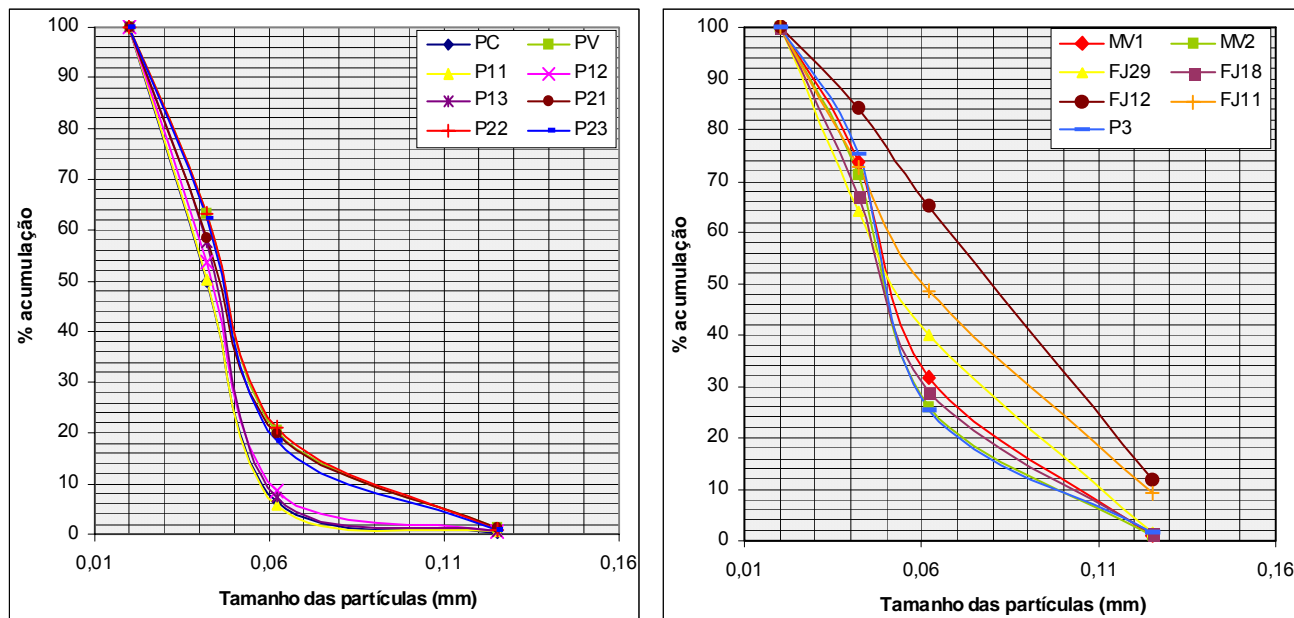 100
90
80
70
60
50
40
30
20
10
0
% acumulação
0,01
0,06
0,11
0,16
Tamanho das partículas (mm)
PC
PV
P11
P12
P13
P21
P22
P23
100
90
80
70
60
50
40
30
20
10
0
% acumulação
0,01
0,06
0,11
0,16
Tamanho das partículas (mm)
MV1
MV2
FJ29
FJ18
FJ12
FJ11
P3